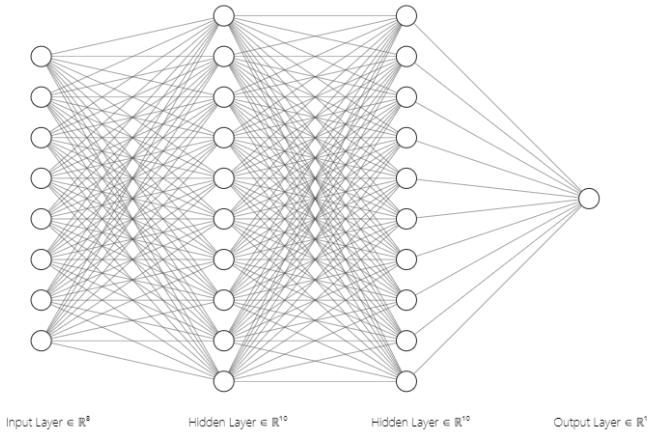 Input Layer ∈ ℝ⁸
Hidden Layer ∈ ℝ¹⁰
Hidden Layer ∈ ℝ¹⁰
Output Layer ∈ ℝ¹